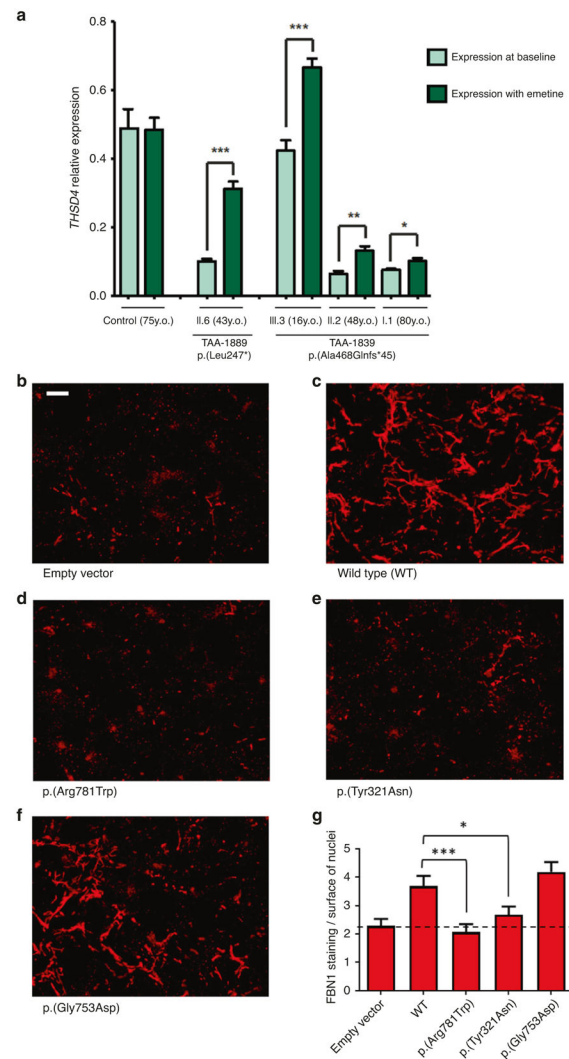 a
0.8
0.6
0.4
0.2
0.0
THSD4 relative expression
***
***
**
*
Expression at baseline
Expression with emetine
Control (75y.o.)
II.6 (43y.o.)
III.3 (16y.o.)
II.2 (48y.o.)
I.1 (80y.o.)
TAA-1889
p.(Leu247*)
TAA-1839
p.(Ala468Glnfs*45)
b
Empty vector
c
Wild type (WT)
d
p.(Arg781Trp)
e
p.(Tyr321Asn)
f
p.(Gly753Asp)
g
FBN1 staining / surface of nuclei
5
4
3
2
1
0
***
*
Empty vector
WT
p.(Arg781Trp)
p.(Tyr321Asn)
p.(Gly753Asp)